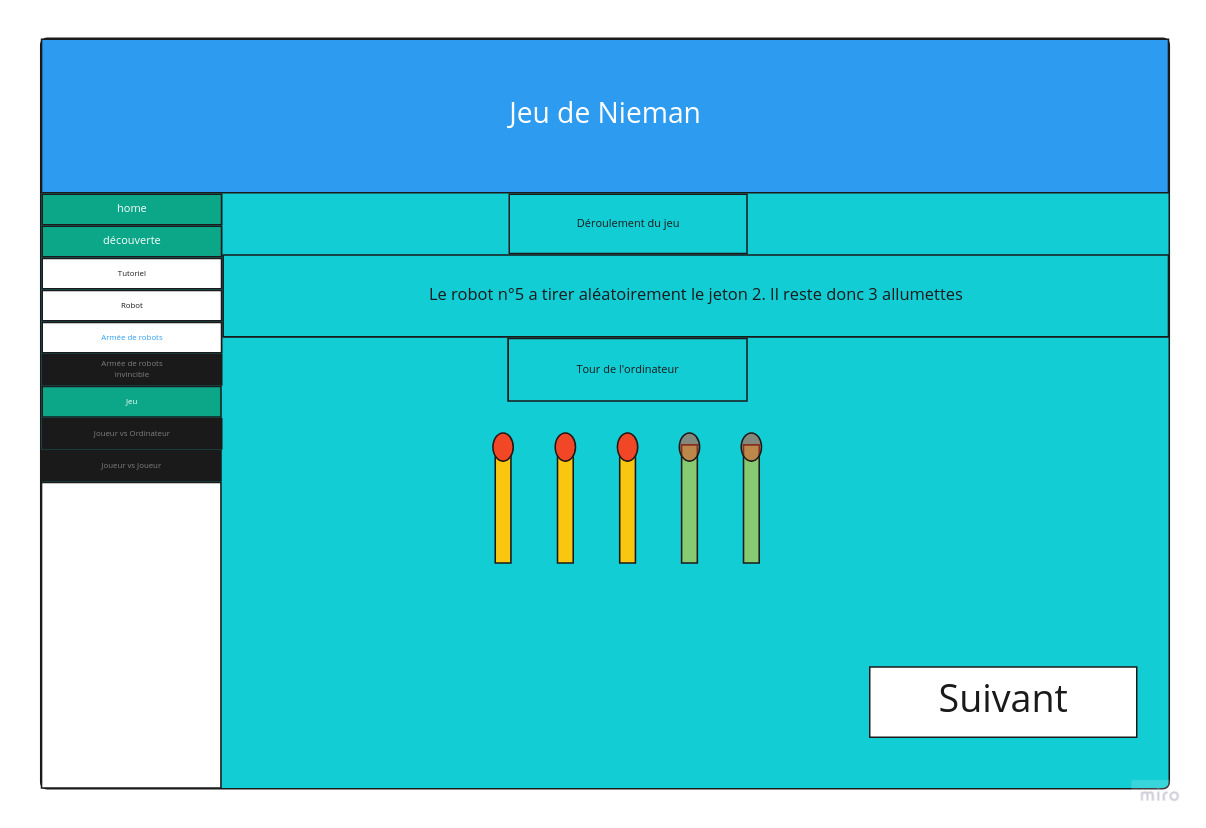 Jeu de Nieman
home
découverte
Tutoriel
Robot
Armée de robots
Armée de robots
invincible
Jeu
Joueur vs Ordinateur
Joueur vs Joueur
Déroulement du jeu
Le robot n°5 a tirer aléatoirement le jeton 2. Il reste donc 3 allumettes
Tour de l'ordinateur
Suivant
miro